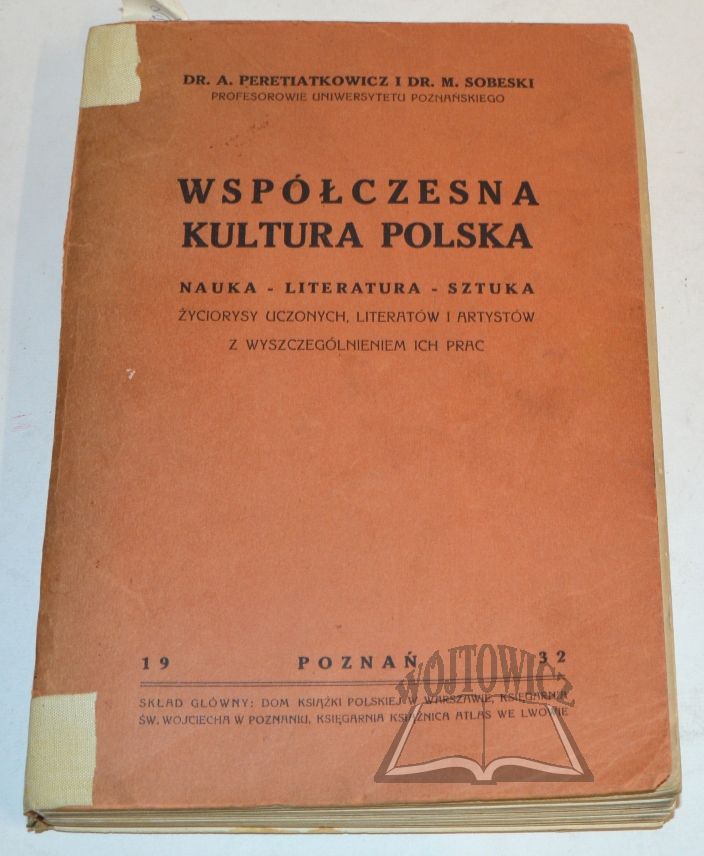 DR. A. PERETIATKOWICZ I DR. M. SOBESKI
PROFESOROWIE UNIWERSYTETU POZNAŃSKIEGO
WSPÓŁCZESNA
KULTURA POLSKA
NAUKA - LITERATURA - SZTUKA
ŻYCIORYSY UCZONYCH, LITERATÓW I ARTYSTÓW
Z WYSZCZEGÓLNIENIEM ICH PRAC
19 POZNAŃ 32
SKŁAD GŁÓWNY: DOM KSIĄŻKI POLSKIEJ W WARSZAWIE, KSIĘGARNIA
ŚW. WOJCIECHA W POZNANIU, KSIĘGARNIA KSIĄŻNICA ATLAS WE LWOWIE
WÓJTOWICZ